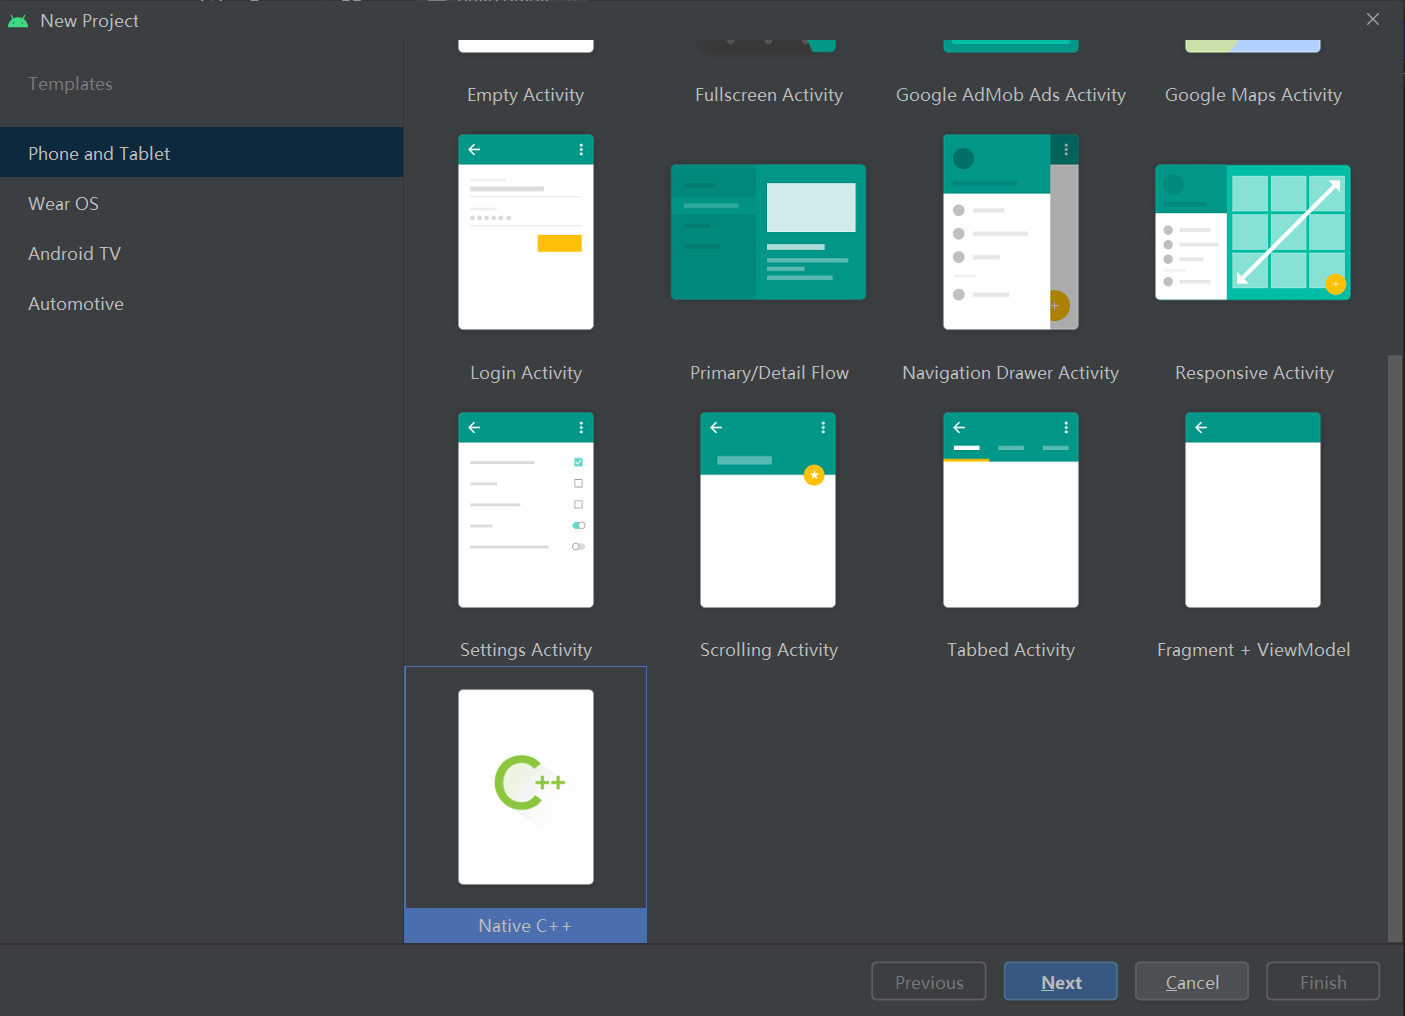 New Project
Templates
Phone and Tablet
Wear OS
Android TV
Automotive
Empty Activity
Fullscreen Activity
Google AdMob Ads Activity
Google Maps Activity
Login Activity
Primary/Detail Flow
Navigation Drawer Activity
Responsive Activity
Settings Activity
Scrolling Activity
Tabbed Activity
Fragment + ViewModel
C++
Native C++
Previous
Next
Cancel
Finish